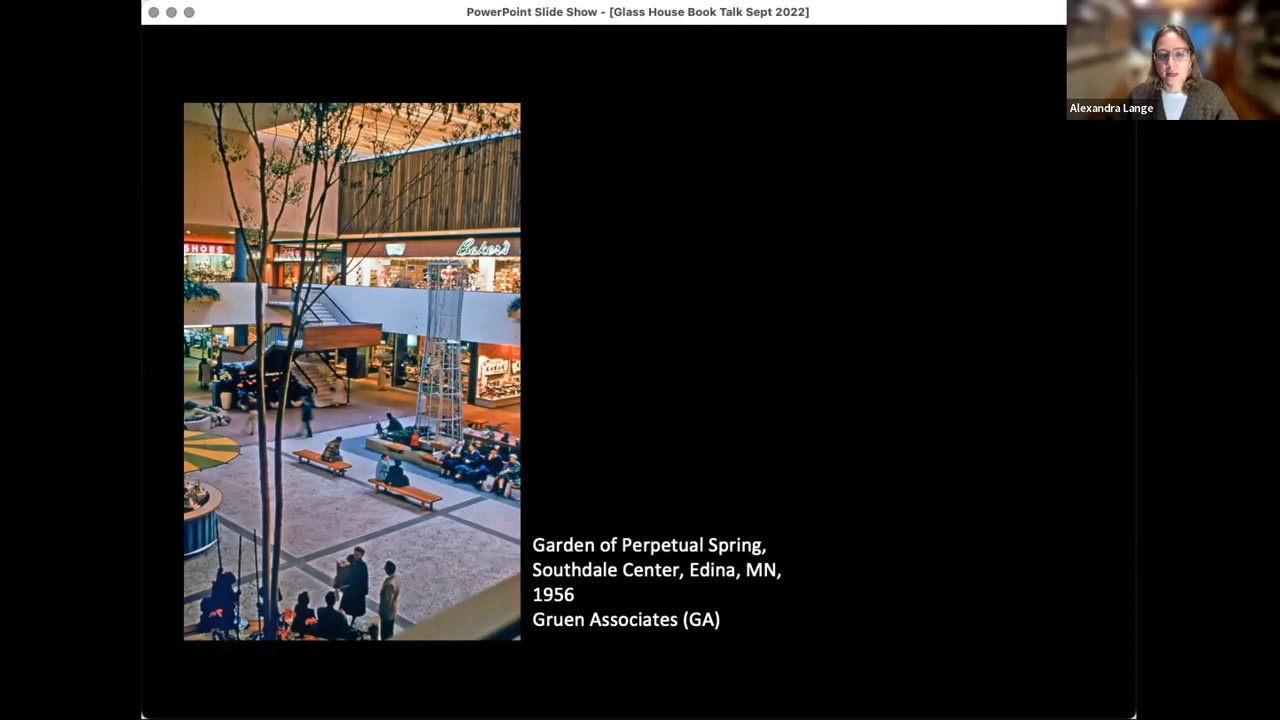 PowerPoint Slide Show - [Glass House Book Talk Sept 2022]
Alexandra Lange
SHOES
Baker's
Garden of Perpetual Spring,
Southdale Center, Edina, MN,
1956
Gruen Associates (GA)